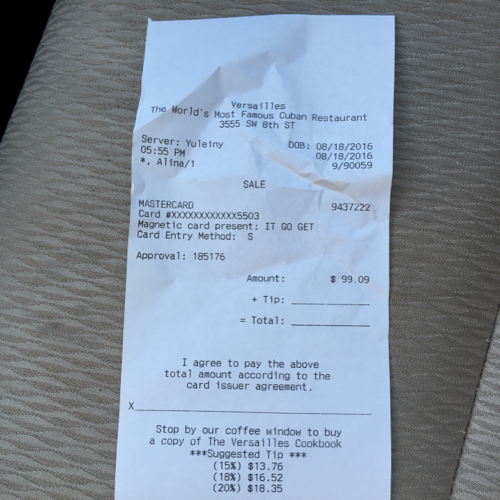 Versailles
The World's Most Famous Cuban Restaurant
3555 SW 8th ST
Server: Yuleiny DOB: 08/18/2016
05:55 PM 08/18/2016
*, Alina/1 9/90059
SALE
MASTERCARD 9437222
Card #XXXXXXXXXXXX5503
Magnetic card present: IT GO GET
Card Entry Method: S
Approval: 185176
Amount: $ 99.09
+ Tip:
= Total:
I agree to pay the above
total amount according to the
card issuer agreement.
X
Stop by our coffee window to buy
a copy of The Versailles Cookbook
***Suggested Tip ***
(15%) $13.76
(18%) $16.52
(20%) $18.35